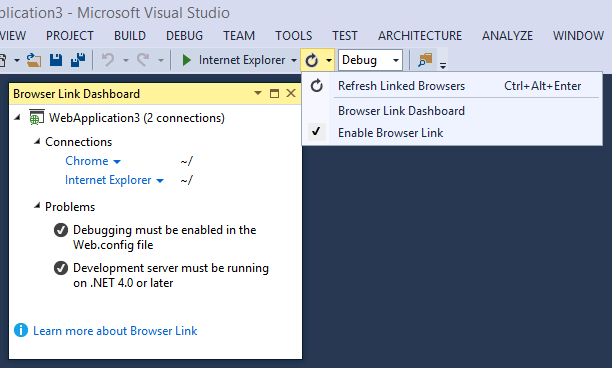 plication3 - Microsoft Visual Studio
VIEW PROJECT BUILD DEBUG TEAM TOOLS TEST ARCHITECTURE ANALYZE WINDOW
Internet Explorer Debug
Refresh Linked Browsers Ctrl+Alt+Enter
Browser Link Dashboard
Enable Browser Link
Browser Link Dashboard
WebApplication3 (2 connections)
Connections
Chrome ~/
Internet Explorer ~/
Problems
Debugging must be enabled in the
Web.config file
Development server must be running
on .NET 4.0 or later
Learn more about Browser Link